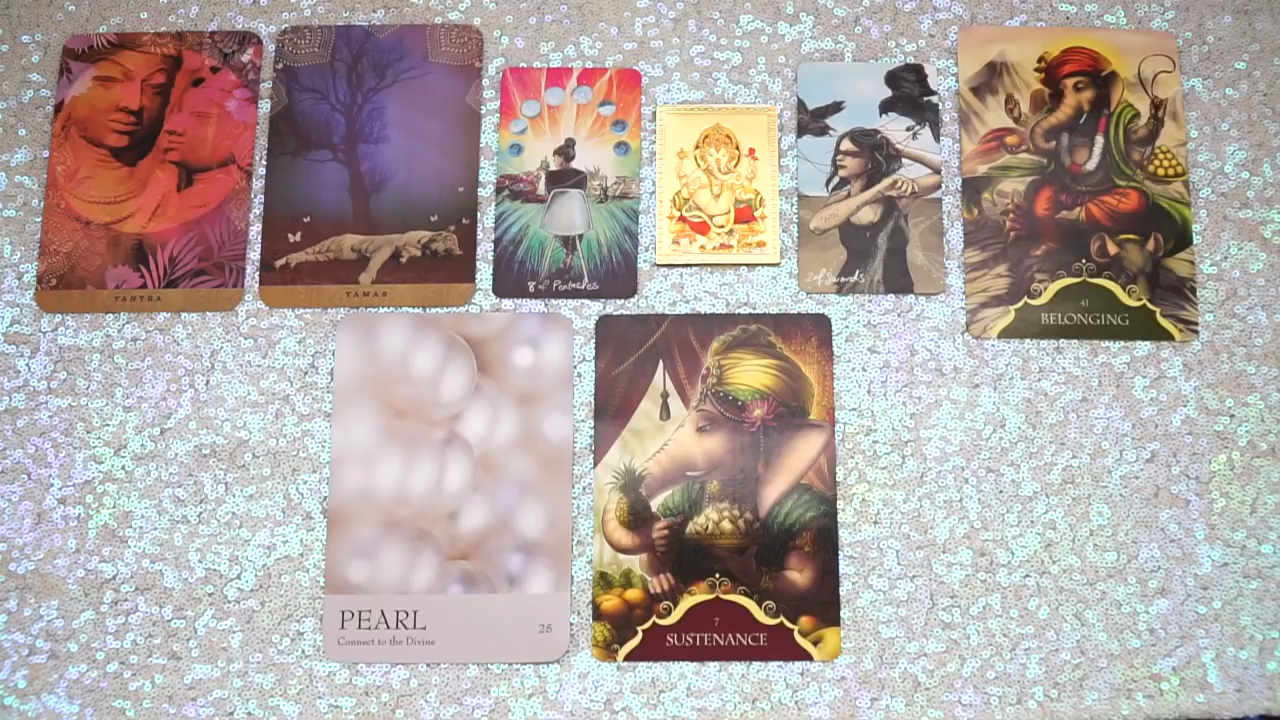 TANTRA
TAMAS
8 of Pentacles
2 of Swords
41
BELONGING
PEARL
Connect to the Divine
25
7
SUSTENANCE